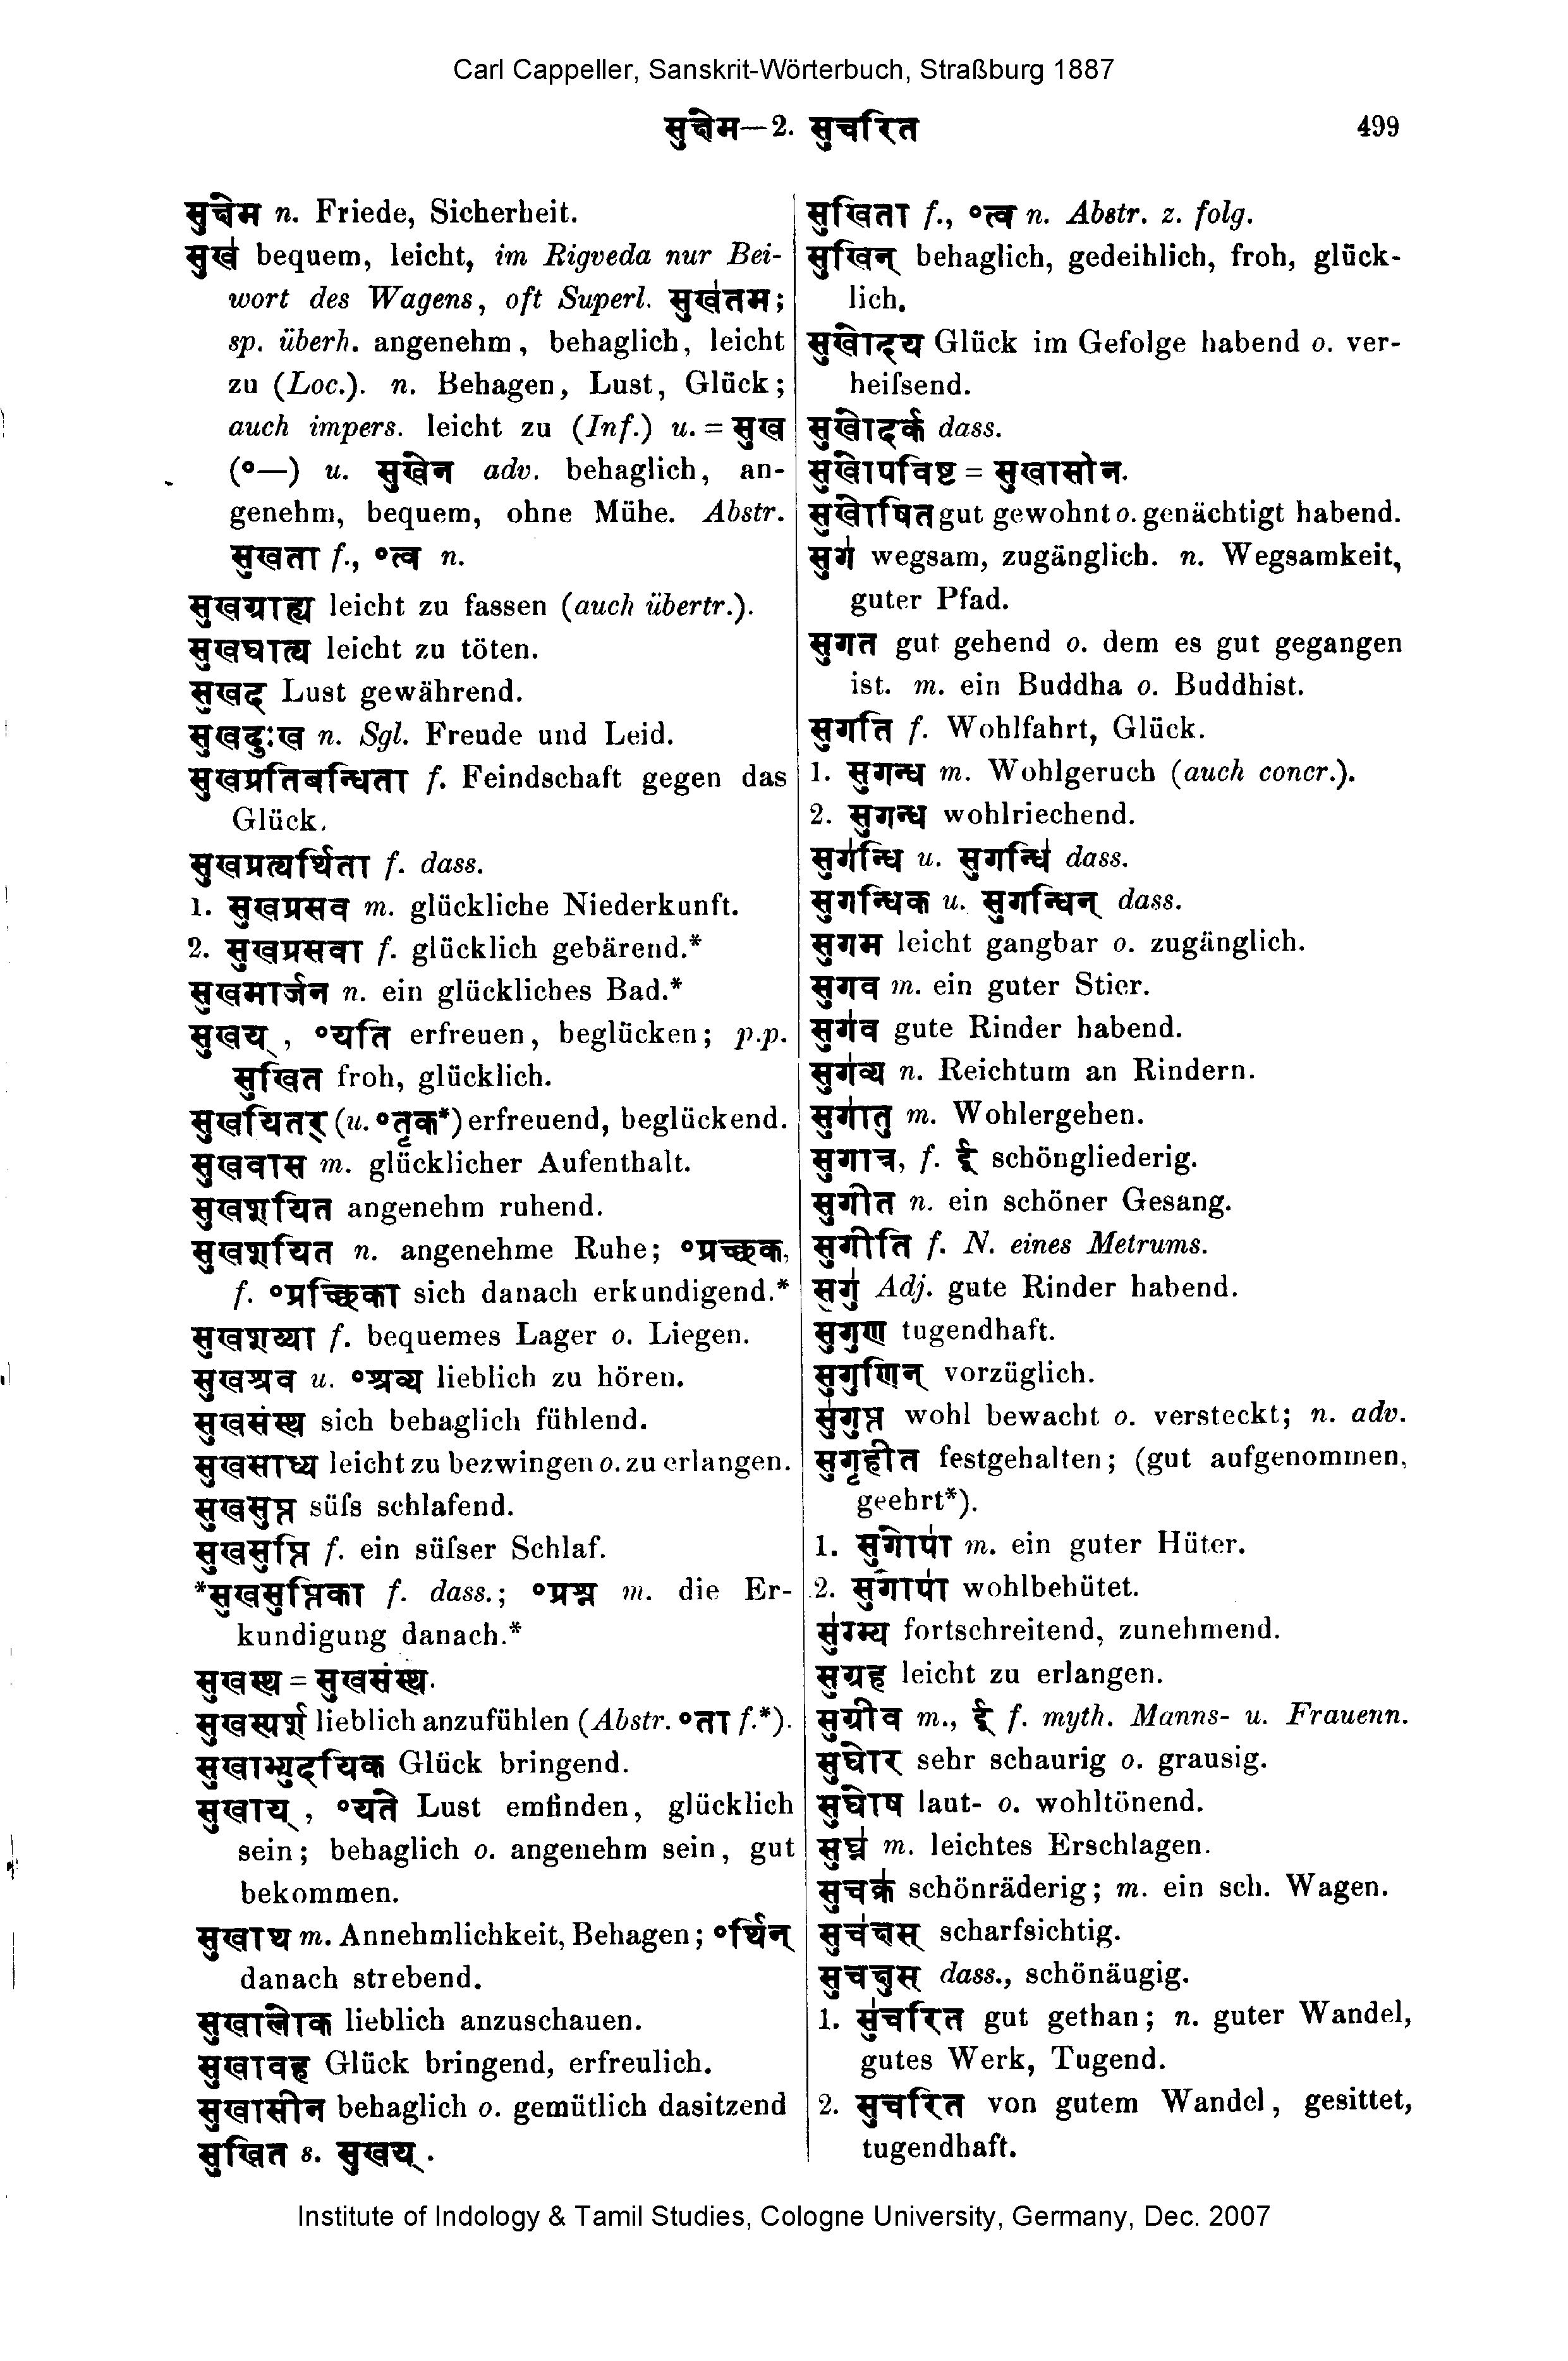 Carl Cappeller, Sanskrit-Wörterbuch, Straßburg 1887
सुक्षेम—2. सुचरित 499
सुक्षेम n. Friede, Sicherheit.
सुख॑ bequem, leicht, im Rigveda nur Bei-
wort des Wagens, oft Superl. सुख॑तम;
sp. überh. angenehm, behaglich, leicht
zu (Loc.). n. Behagen, Lust, Glück;
auch impers. leicht zu (Inf.) u. = सुख
(°—) u. सुखेन adv. behaglich, an-
genehm, bequem, ohne Mühe. Abstr.
सुखता f., °त्व n.
सुखग्राह्य leicht zu fassen (auch übertr.).
सुखघात्य leicht zu töten.
सुखद Lust gewährend.
सुखदुःख n. Sgl. Freude und Leid.
सुखप्रतिबन्धिता f. Feindschaft gegen das
Glück.
सुखप्रत्यर्थिता f. dass.
1. सुखप्रसव m. glückliche Niederkunft.
2. सुखप्रसवा f. glücklich gebärend.*
सुखमार्जन n. ein glückliches Bad.*
सुखय्, °यति erfreuen, beglücken; p.p.
सुखित froh, glücklich.
सुखयितर् (u. °तृक*) erfreuend, beglückend.
सुखवास m. glücklicher Aufenthalt.
सुखशयित angenehm ruhend.
सुखशयित n. angenehme Ruhe; °प्रच्छक,
f. °प्रच्छिका sich danach erkundigend.*
सुखशय्या f. bequemes Lager o. Liegen.
सुखश्रव u. °श्रव्य lieblich zu hören.
सुखसंस्थ sich behaglich fühlend.
सुखसाध्य leicht zu bezwingen o. zu erlangen.
सुखसुप्त süſs schlafend.
सुखसुप्ति f. ein süſser Schlaf.
*सुखसुप्तिका f. dass.; °प्रश्न m. die Er-
kundigung danach.*
सुखस्थ = सुखसंस्थ.
सुखस्पर्श lieblich anzufühlen (Abstr. °ता f.*).
सुखाभ्युदयिक Glück bringend.
सुखाय्, °यते Lust emfinden, glücklich
sein; behaglich o. angenehm sein, gut
bekommen.
सुखाथ m. Annehmlichkeit, Behagen; °र्थिन्
danach strebend.
सुखालोक lieblich anzuschauen.
सुखावह Glück bringend, erfreulich.
सुखासीन behaglich o. gemütlich dasitzend
सुखित s. सुखय्.
सुखिता f., °त्व n. Abstr. z. folg.
सुखिन् behaglich, gedeihlich, froh, glück-
lich.
सुखोदय Glück im Gefolge habend o. ver-
heiſsend.
सुखोदर्क dass.
सुखोपविष्ट = सुखासीन.
सुखोषित gut gewohnt o. genächtigt habend.
सुग॑ wegsam, zugänglich. n. Wegsamkeit,
guter Pfad.
सुगत gut gehend o. dem es gut gegangen
ist. m. ein Buddha o. Buddhist.
सुगति f. Wohlfahrt, Glück.
1. सुगन्ध m. Wohlgeruch (auch concr.).
2. सुगन्ध wohlriechend.
सुग॑न्धि u. सुगन्धि॑ dass.
सुगन्धिक u. सुगन्धिन् dass.
सुगम leicht gangbar o. zugänglich.
सुगव m. ein guter Stier.
सुग॑व gute Rinder habend.
सुग॑व्य n. Reichtum an Rindern.
सुगा॑तु m. Wohlergehen.
सुगात्र, f. ई schöngliederig.
सुगीत n. ein schöner Gesang.
सुगीति f. N. eines Metrums.
सुगु॑ Adj. gute Rinder habend.
सुगुण tugendhaft.
सुगुणिन् vorzüglich.
सु॑गुप्त wohl bewacht o. versteckt; n. adv.
सुगृहीत festgehalten; (gut aufgenommen,
geehrt*).
1. सुगोपा॑ m. ein guter Hüter.
2. सुगोपा॑ wohlbehütet.
सु॑ग्म्य fortschreitend, zunehmend.
सुग्रह leicht zu erlangen.
सुग्रीव m., ई f. myth. Manns- u. Frauenn.
सुघोर sehr schaurig o. grausig.
सुघोष laut- o. wohltönend.
सुघ्न॑ m. leichtes Erschlagen.
सुचक्र॑ schönräderig; m. ein sch. Wagen.
सुच॑क्षस् scharfsichtig.
सुचक्षुस् dass., schönäugig.
1. सु॑चरित gut gethan; n. guter Wandel,
gutes Werk, Tugend.
2. सुचरित von gutem Wandel, gesittet,
tugendhaft.
Institute of Indology & Tamil Studies, Cologne University, Germany, Dec. 2007